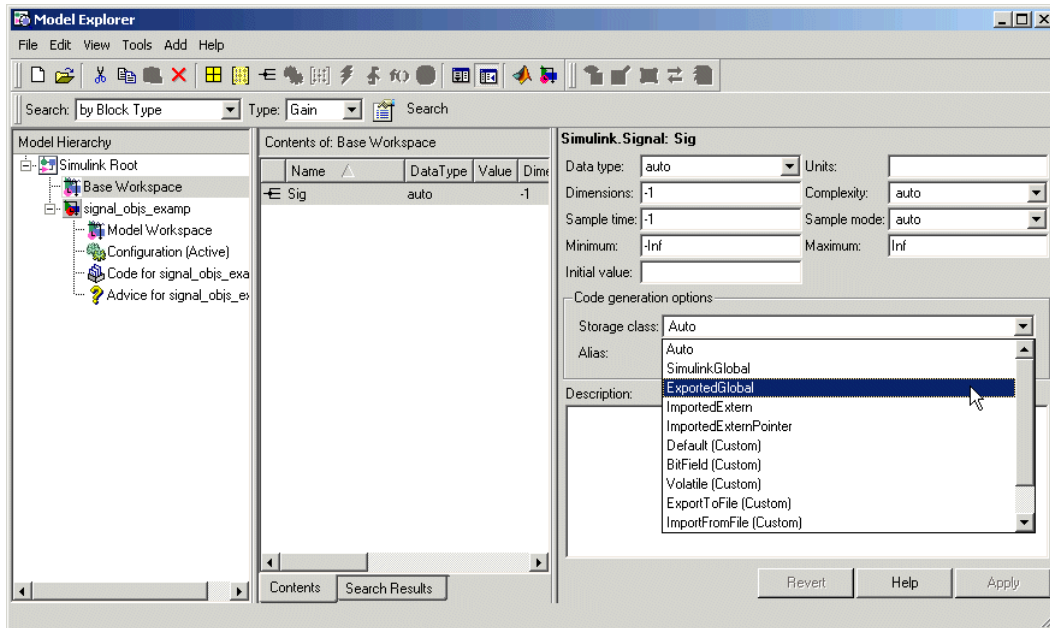 Model Explorer
File Edit View Tools Add Help
Search: by Block Type Type: Gain Search
Model Hierarchy
Simulink Root
Base Workspace
signal_objs_examp
Model Workspace
Configuration (Active)
Code for signal_objs_exa
Advice for signal_objs_ex
Contents of: Base Workspace
Name DataType Value Dime
Sig auto -1
Contents Search Results
Simulink.Signal: Sig
Data type: auto Units:
Dimensions: -1 Complexity: auto
Sample time: -1 Sample mode: auto
Minimum: -Inf Maximum: Inf
Initial value:
Code generation options
Storage class: Auto
Alias:
Auto
SimulinkGlobal
ExportedGlobal
ImportedExtern
ImportedExternPointer
Default (Custom)
BitField (Custom)
Volatile (Custom)
ExportToFile (Custom)
ImportFromFile (Custom)
Description:
Revert Help Apply